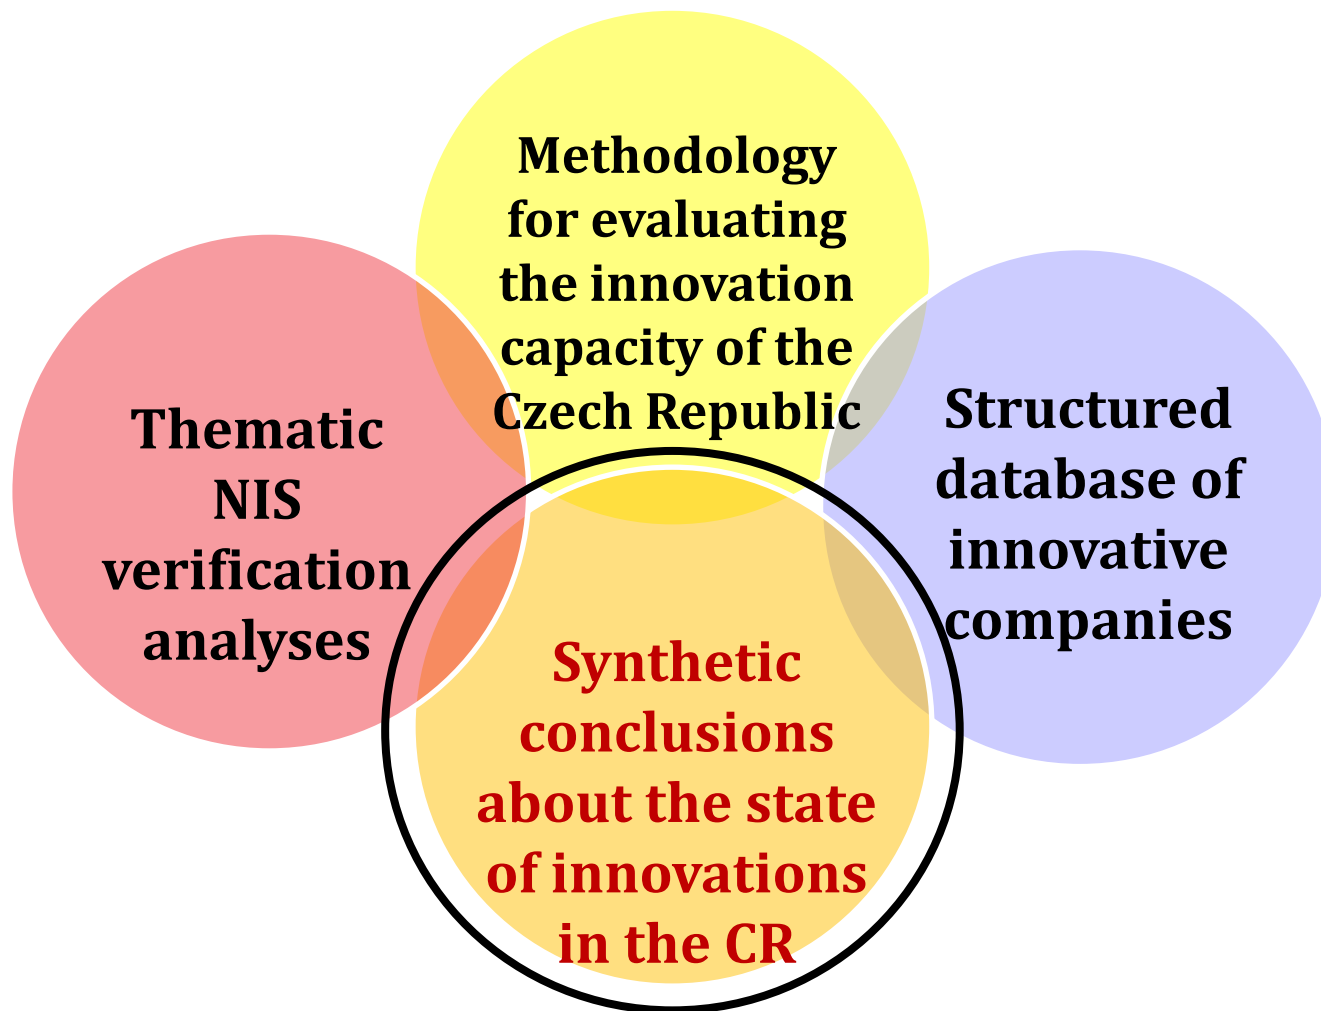 Methodology
for evaluating
the innovation
capacity of the
Czech Republic
Thematic
NIS
verification
analyses
Structured
database of
innovative
companies
Synthetic
conclusions
about the state
of innovations
in the CR